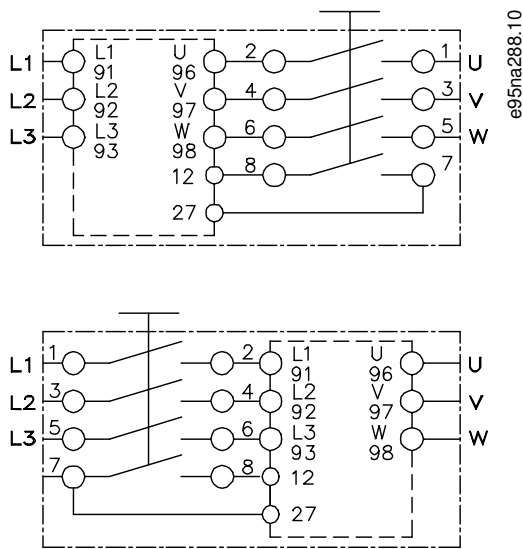 e95na288.10
L1 L1 U 2 1 U
91 96
L2 L2 V 4 3 V
92 97
L3 L3 W 6 5 W
93 98
12 8 7
27
L1 1 2 L1 U U
91 96
L2 3 4 L2 V V
92 97
L3 5 6 L3 W W
93 98
7 8 12
27